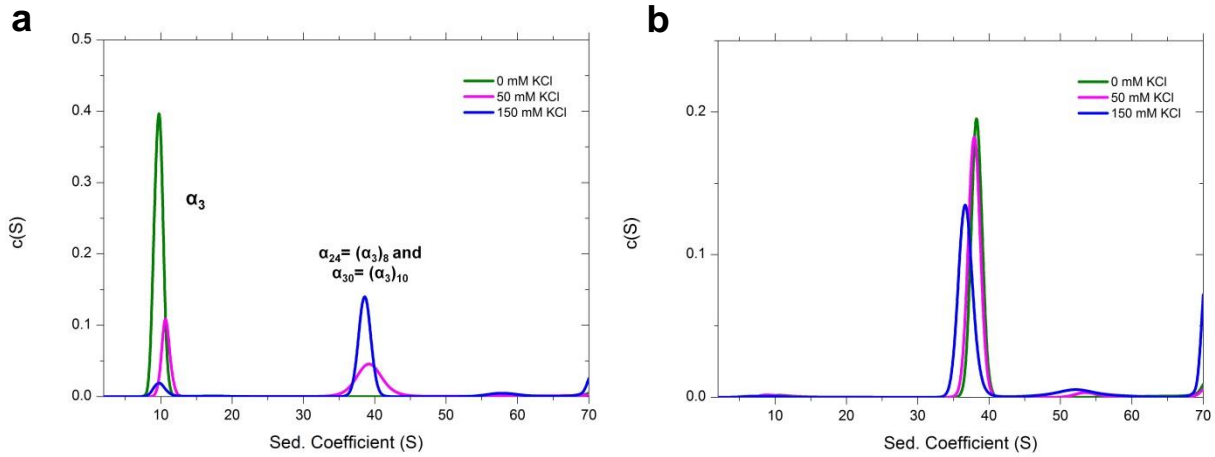 a
0.5
0.4
0.3
0.2
0.1
0.0
c(S)
0 mM KCl
50 mM KCl
150 mM KCl
α₃
α₂₄= (α₃)₈ and
α₃₀= (α₃)₁₀
10 20 30 40 50 60 70
Sed. Coefficient (S)
b
0.2
0.1
0.0
c(S)
0 mM KCl
50 mM KCl
150 mM KCl
10 20 30 40 50 60 70
Sed. Coefficient (S)